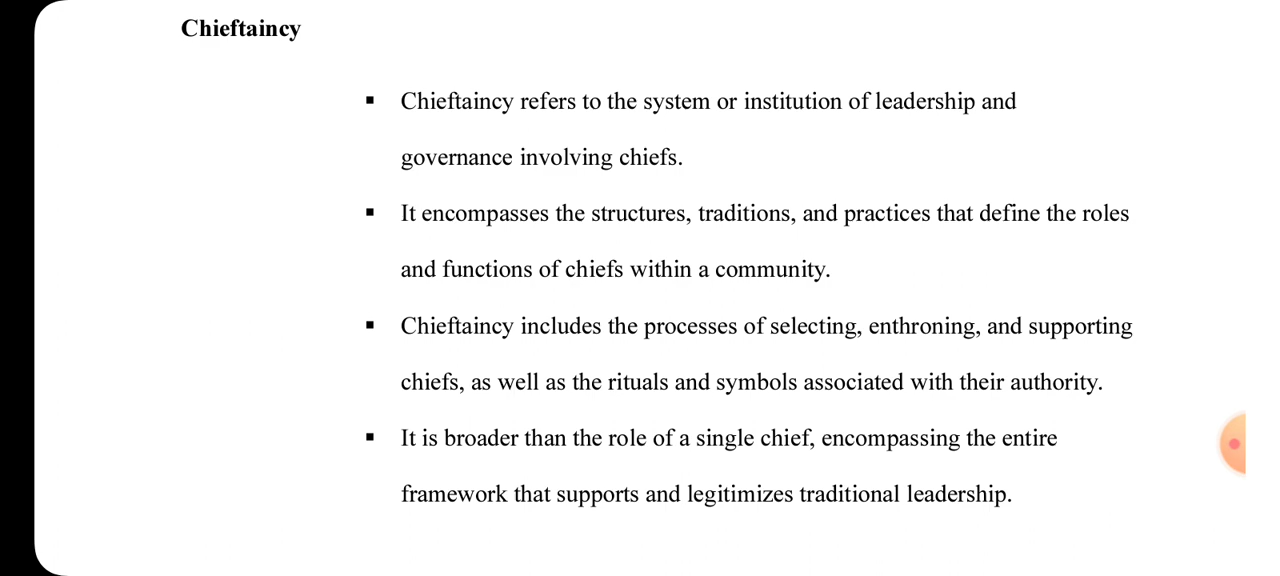 Chieftaincy
▪ Chieftaincy refers to the system or institution of leadership and
governance involving chiefs.
▪ It encompasses the structures, traditions, and practices that define the roles
and functions of chiefs within a community.
▪ Chieftaincy includes the processes of selecting, enthroning, and supporting
chiefs, as well as the rituals and symbols associated with their authority.
▪ It is broader than the role of a single chief, encompassing the entire
framework that supports and legitimizes traditional leadership.